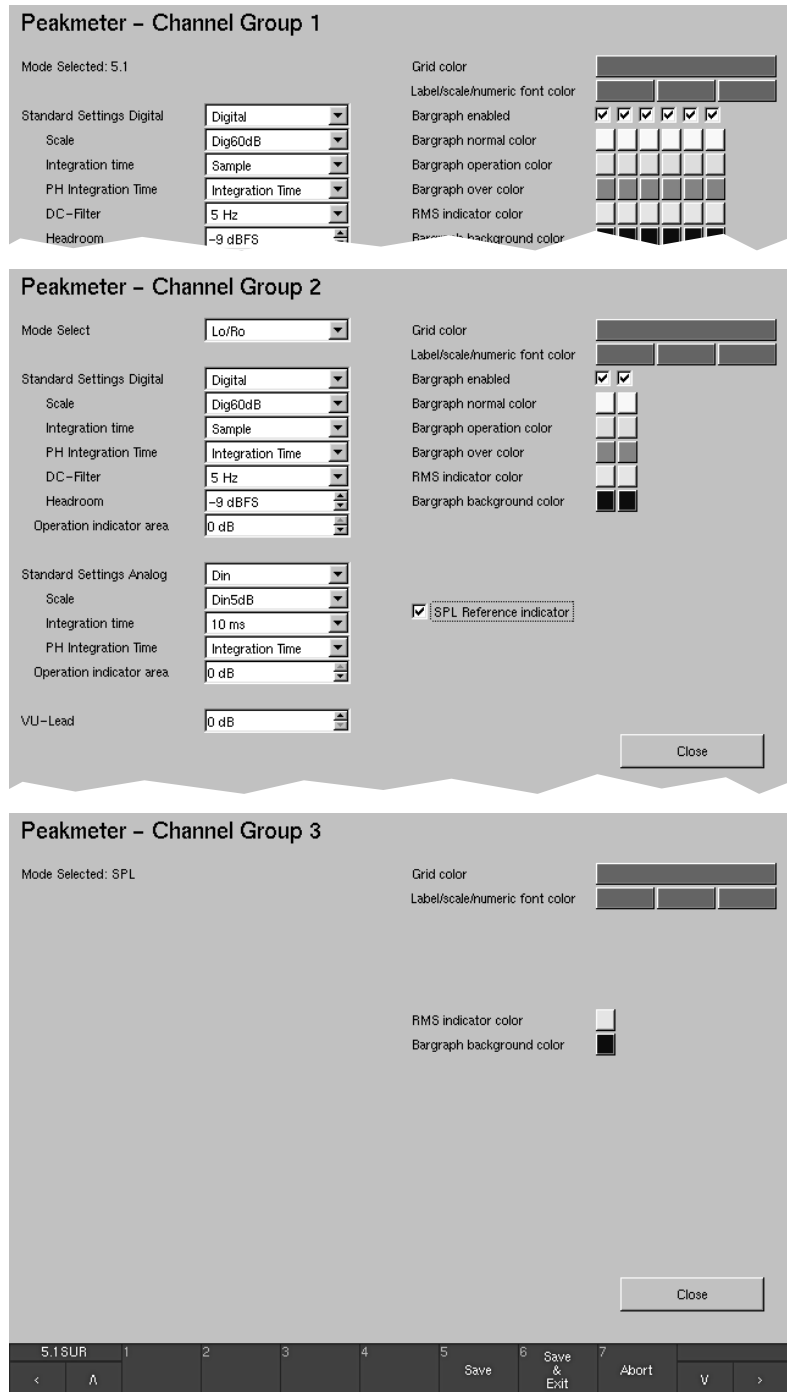 Peakmeter – Channel Group 1
Mode Selected: 5.1
Grid color
Label/scale/numeric font color
Standard Settings Digital Digital Bargraph enabled
Scale Dig60dB Bargraph normal color
Integration time Sample Bargraph operation color
PH Integration Time Integration Time Bargraph over color
DC-Filter 5 Hz RMS indicator color
Headroom -9 dBFS Bargraph background color
Peakmeter – Channel Group 2
Mode Select Lo/Ro Grid color
Label/scale/numeric font color
Standard Settings Digital Digital Bargraph enabled
Scale Dig60dB Bargraph normal color
Integration time Sample Bargraph operation color
PH Integration Time Integration Time Bargraph over color
DC-Filter 5 Hz RMS indicator color
Headroom -9 dBFS Bargraph background color
Operation indicator area 0 dB
Standard Settings Analog Din
Scale Din5dB
SPL Reference indicator
Integration time 10 ms
PH Integration Time Integration Time
Operation indicator area 0 dB
VU-Lead 0 dB
Close
Peakmeter – Channel Group 3
Mode Selected: SPL Grid color
Label/scale/numeric font color
RMS indicator color
Bargraph background color
Close
5.1SUR 1 2 3 4 5 Save 6 Save & Exit 7 Abort
< Λ V >